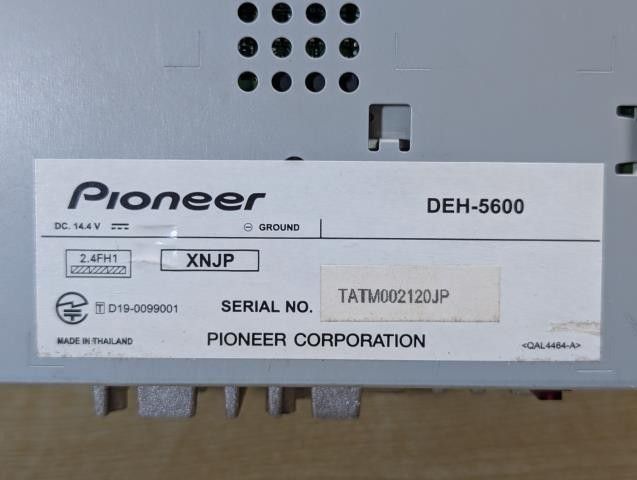 Pioneer
DEH-5600
DC. 14.4 V
⊖ GROUND
2.4FH1
XNJP
T D19-0099001
SERIAL NO.
TATM002120JP
MADE IN THAILAND
PIONEER CORPORATION
<QAL4464-A>